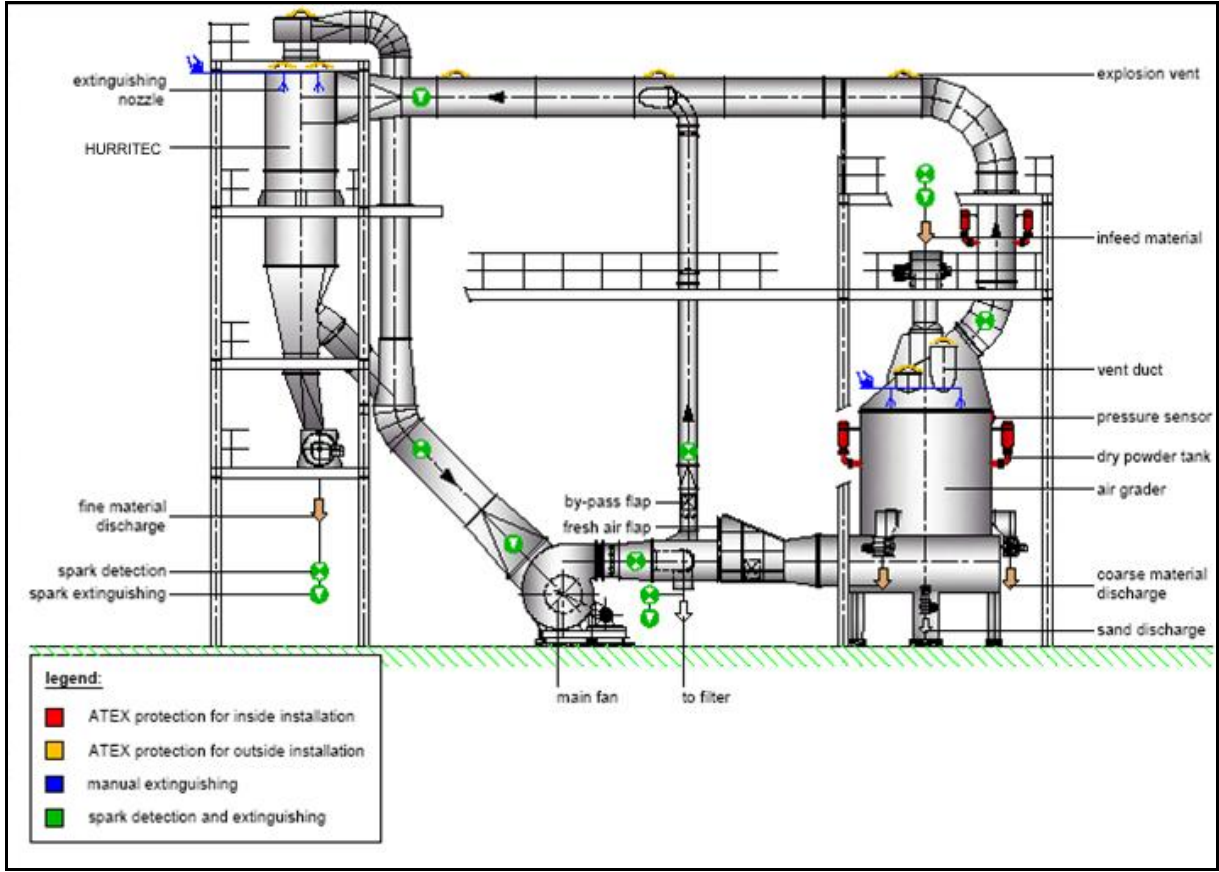 extinguishing
nozzle
HURRITEC
explosion vent
infeed material
vent duct
pressure sensor
dry powder tank
air grader
by-pass flap
fresh air flap
fine material
discharge
spark detection
spark extinguishing
coarse material
discharge
sand discharge
main fan
to filter
legend:
ATEX protection for inside installation
ATEX protection for outside installation
manual extinguishing
spark detection and extinguishing